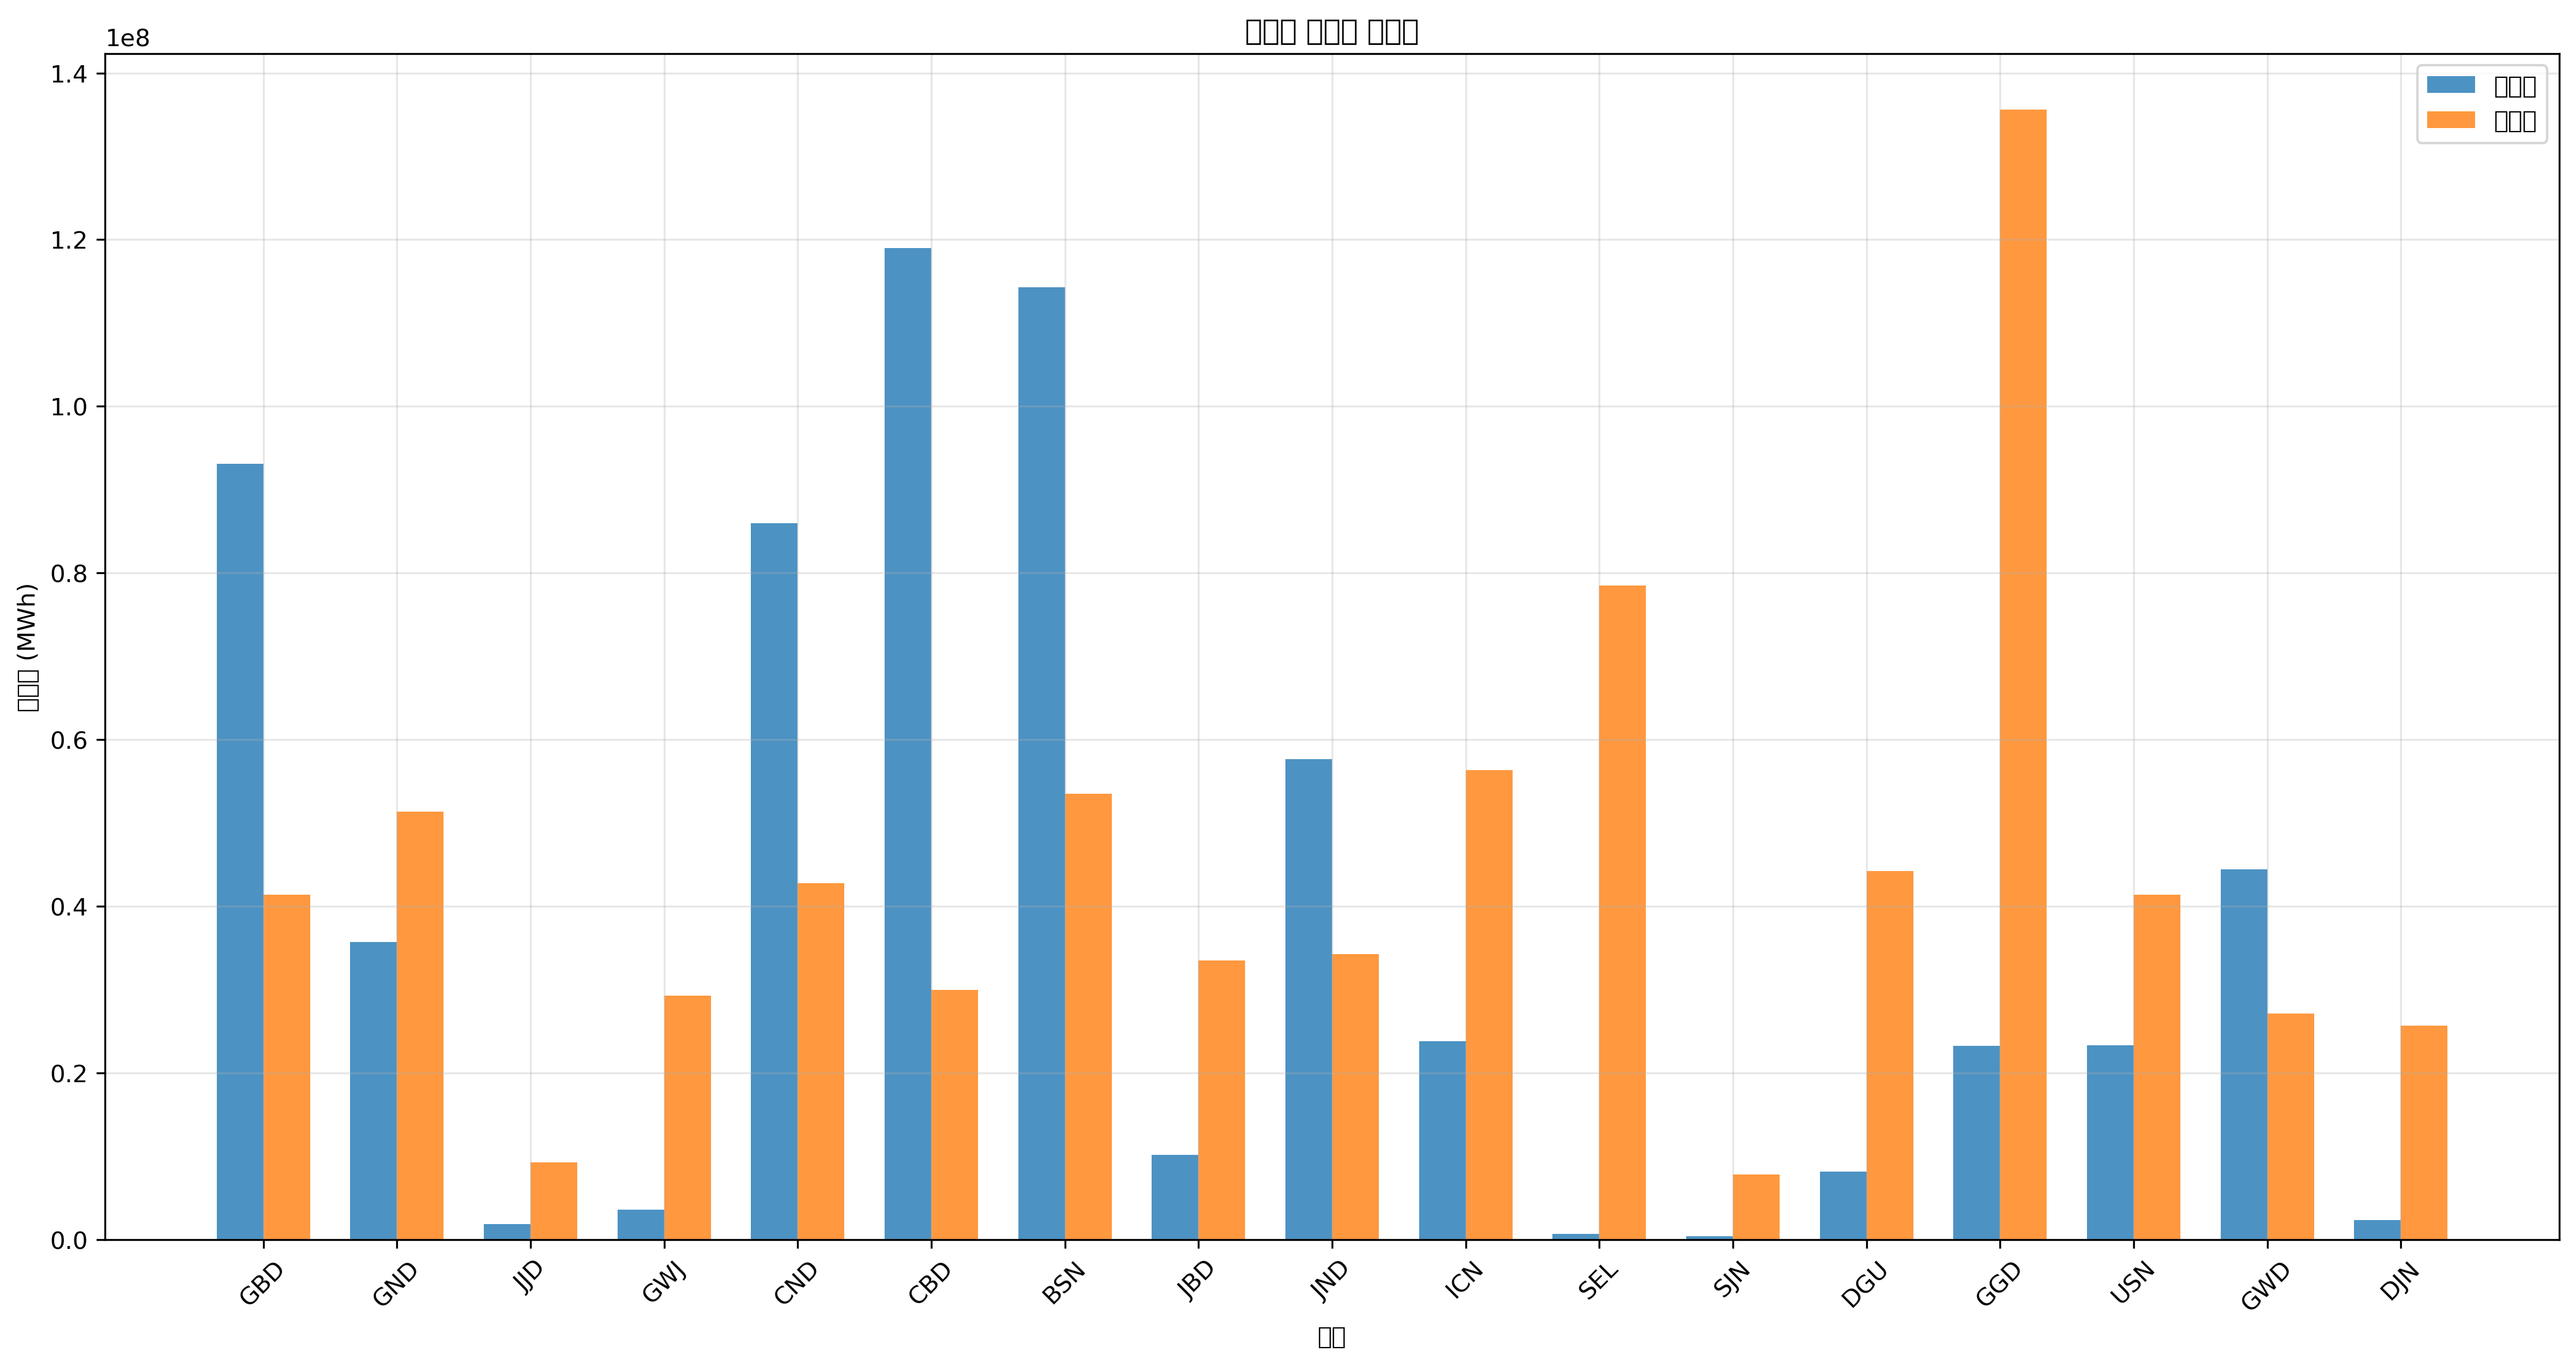 1e8
1.4
1.2
1.0
0.8
0.6
0.4
0.2
0.0
(MWh)
GBD
GND
JJD
GWJ
CND
CBD
BSN
JBD
JND
ICN
SEL
SJN
DGU
GGD
USN
GWD
DJN